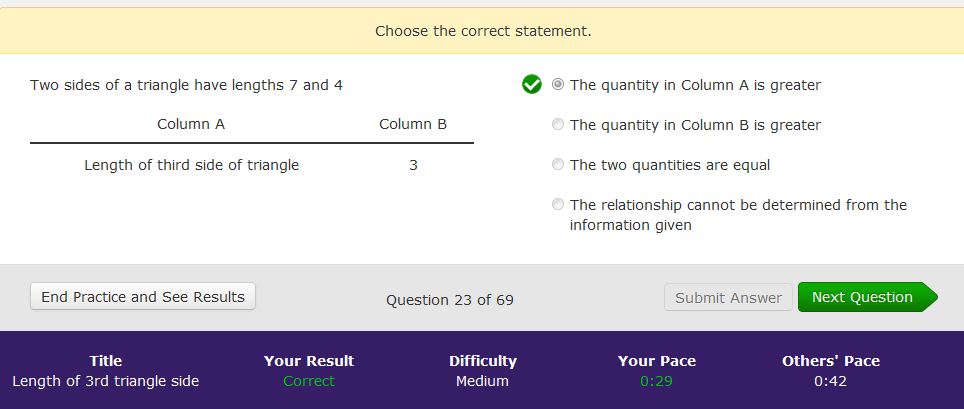 Choose the correct statement.
Two sides of a triangle have lengths 7 and 4
Column A Column B
Length of third side of triangle 3
The quantity in Column A is greater
The quantity in Column B is greater
The two quantities are equal
The relationship cannot be determined from the
information given
End Practice and See Results Question 23 of 69 Submit Answer Next Question
Title Your Result Difficulty Your Pace Others' Pace
Length of 3rd triangle side Correct Medium 0:29 0:42